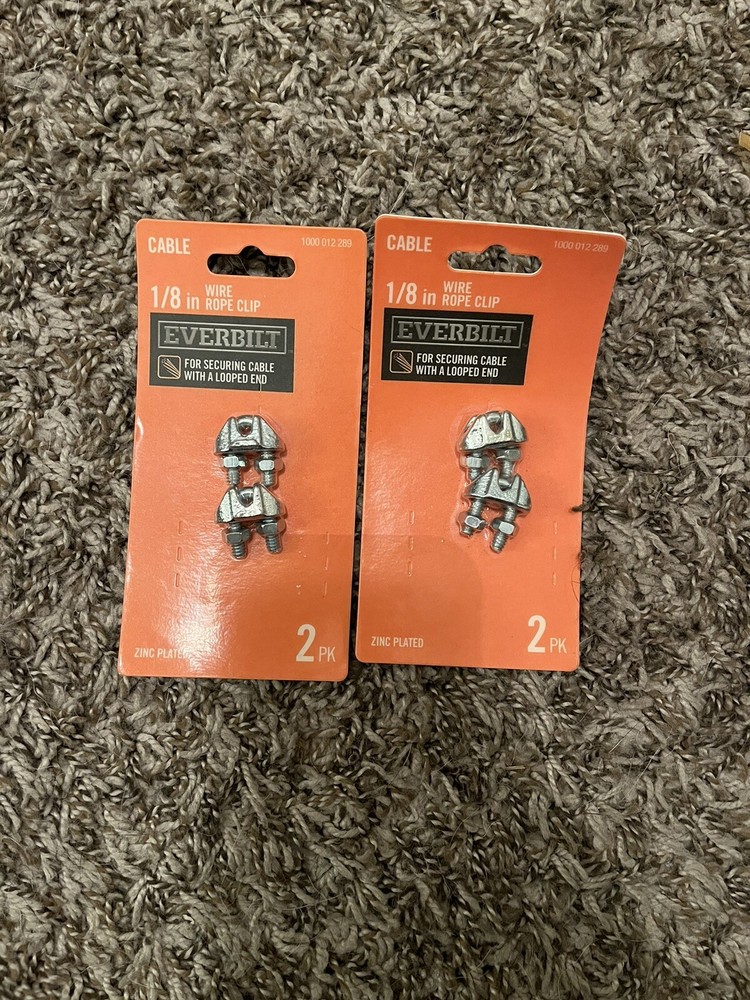 CABLE
1000 012 289
1/8 in WIRE
ROPE CLIP
EVERBILT
FOR SECURING CABLE
WITH A LOOPED END
ZINC PLATED
2 PK
CABLE
1000 012 289
1/8 in WIRE
ROPE CLIP
EVERBILT
FOR SECURING CABLE
WITH A LOOPED END
ZINC PLATED
2 PK